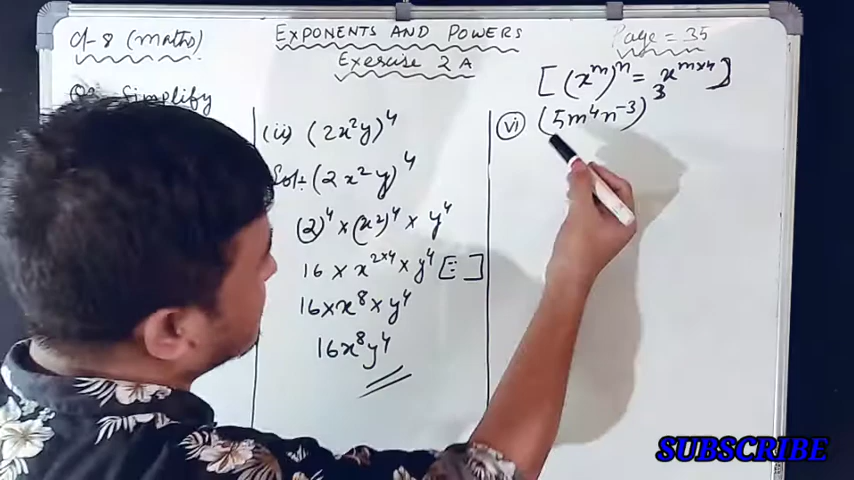 Cl-8 (Maths)
EXPONENTS AND POWERS
Page = 35
Exercise 2A
[(x^m)^n = x^{m×n}]
Simplify
(ii) (2x²y)⁴
Sol: (2x²y)⁴
(2)⁴ × (x²)⁴ × y⁴
16 × x^{2×4} × y⁴ [∵ ]
16 × x⁸ × y⁴
16x⁸y⁴
(vi) (5m⁴n⁻³)³
SUBSCRIBE